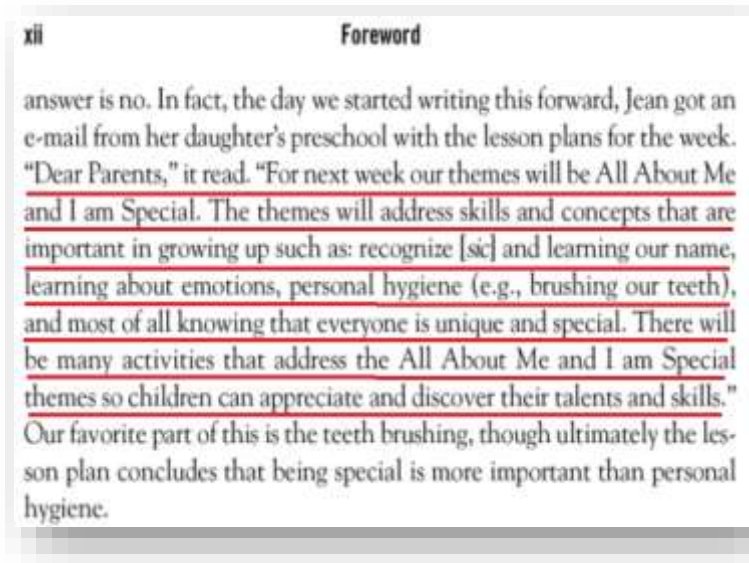 xii Foreword
answer is no. In fact, the day we started writing this forward, Jean got an
e-mail from her daughter's preschool with the lesson plans for the week.
“Dear Parents,” it read. “For next week our themes will be All About Me
and I am Special. The themes will address skills and concepts that are
important in growing up such as: recognize [sic] and learning our name,
learning about emotions, personal hygiene (e.g., brushing our teeth),
and most of all knowing that everyone is unique and special. There will
be many activities that address the All About Me and I am Special
themes so children can appreciate and discover their talents and skills.”
Our favorite part of this is the teeth brushing, though ultimately the les-
son plan concludes that being special is more important than personal
hygiene.